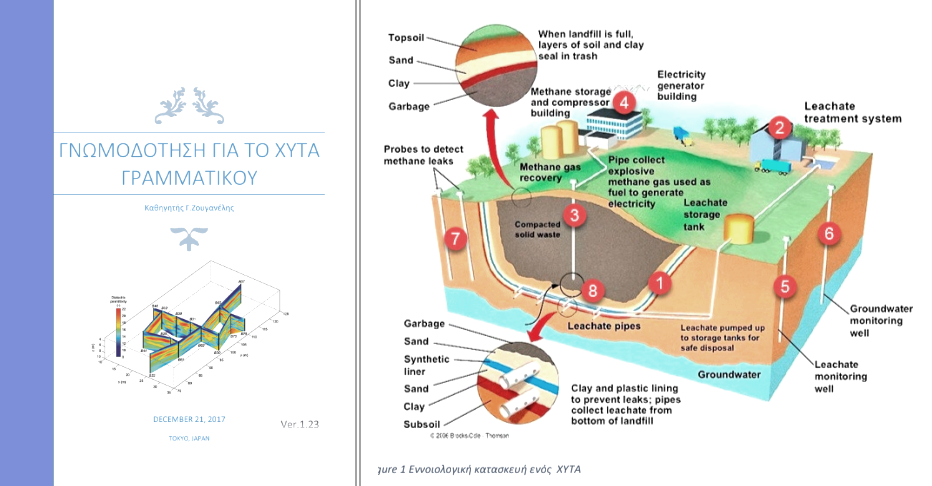 ΓΝΩΜΟΔΟΤΗΣΗ ΓΙΑ ΤΟ ΧΥΤΑ
ΓΡΑΜΜΑΤΙΚΟΥ
Καθηγητής Γ Ζουγανέλης
DECEMBER 21, 2017
TOKYO, JAPAN
Ver.1.23
Topsoil
Sand
Clay
Garbage
When landfill is full,
layers of soil and clay
seal in trash
Methane storage
and compressor
building
Electricity
generator
building
4
2
Leachate
treatment system
Probes to detect
methane leaks
Methane gas
recovery
Pipe collect
explosive
methane gas used as
fuel to generate
electricity
Leachate
storage
tank
Compacted
solid waste
3
7
6
8
1
5
Leachate pipes
Leachate pumped up
to storage tanks for
safe disposal
Groundwater
Groundwater
monitoring
well
Leachate
monitoring
well
Garbage
Sand
Synthetic
liner
Sand
Clay
Subsoil
Clay and plastic lining
to prevent leaks; pipes
collect leachate from
bottom of landfill
© 2006 Brooks-Cole Thomson
gure 1 Εννοιολογική κατασκευή ενός ΧΥΤΑ